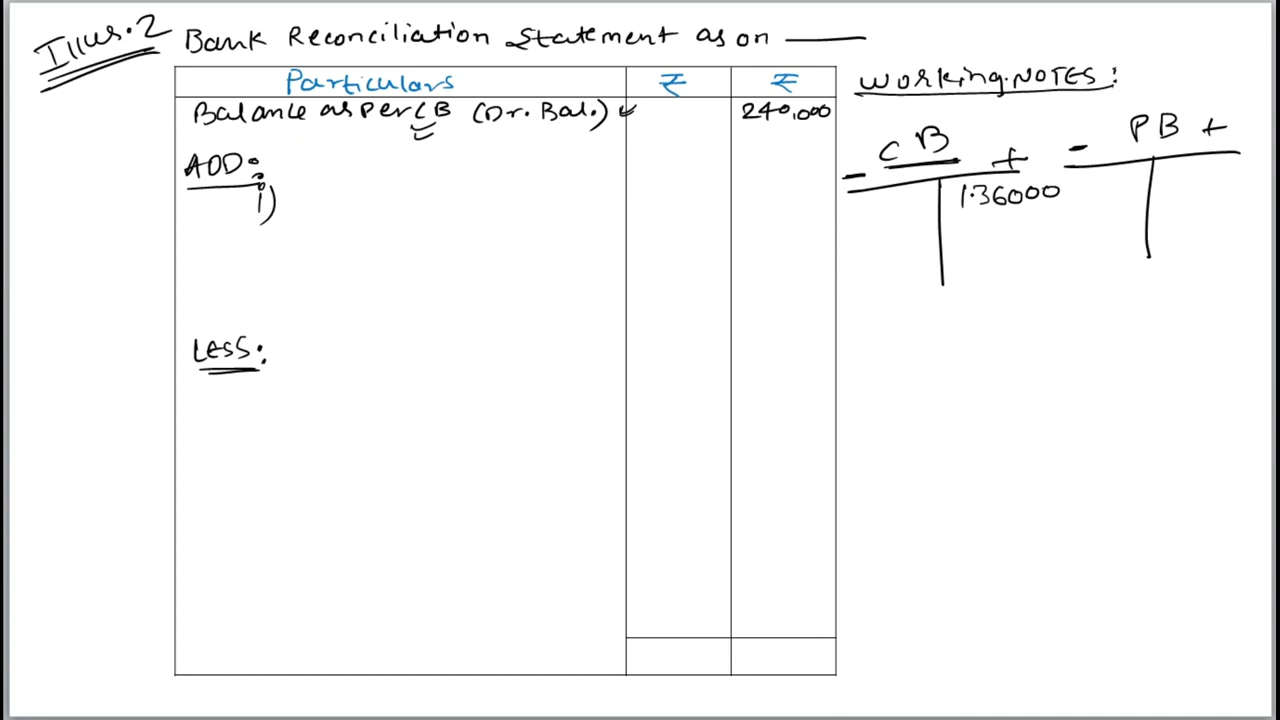 Illus.2
Bank Reconciliation Statement as on
Particulars ₹ ₹
Balance as per CB (Dr. Bal.) 240,000
ADD:
i)
LESS:
Working.NOTES:
- CB +
1.36000
- PB +